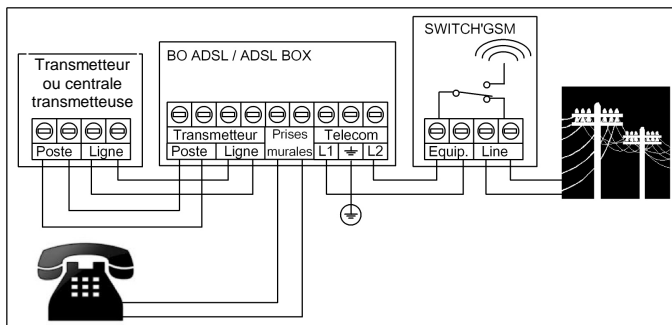 Transmetteur
ou centrale
transmetteuse
Poste Ligne
BO ADSL / ADSL BOX
Transmetteur Prises Telecom
Poste Ligne murales L1 L2
SWITCH'GSM
Equip. Line